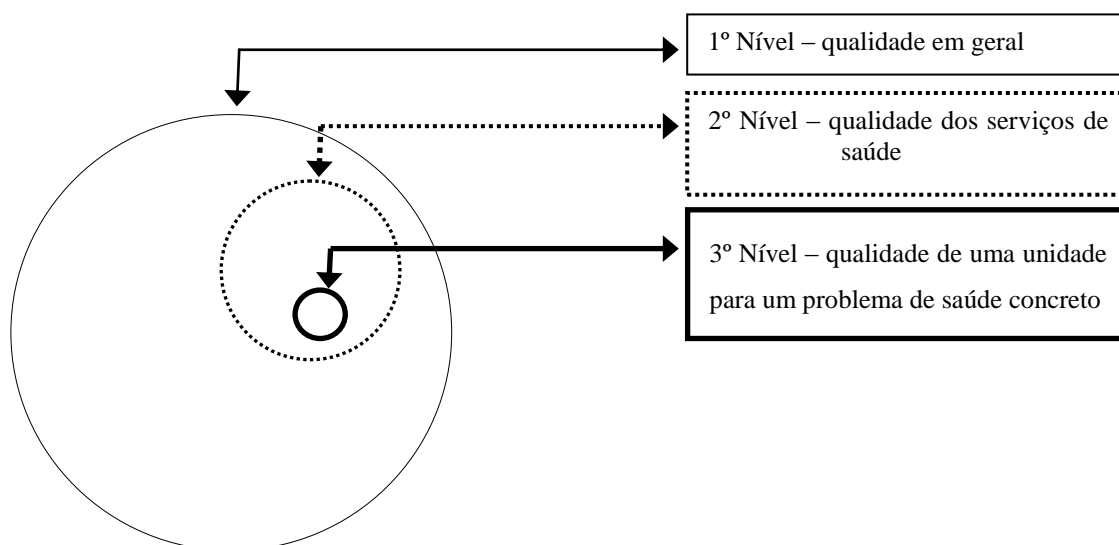 1º Nível – qualidade em geral
2º Nível – qualidade dos serviços de
saúde
3º Nível – qualidade de uma unidade
para um problema de saúde concreto